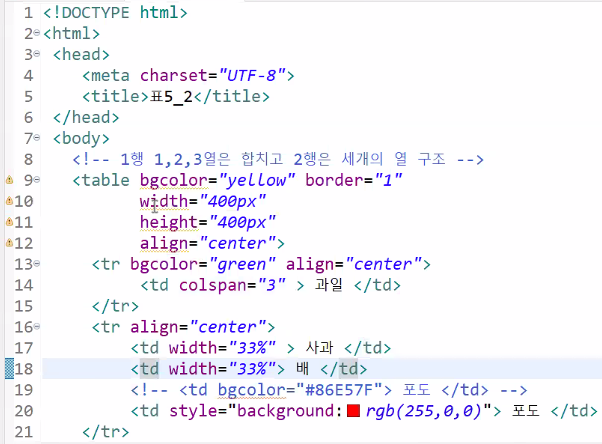 1 <!DOCTYPE html>
2 <html>
3 <head>
4 <meta charset="UTF-8">
5 <title>표5_2</title>
6 </head>
7 <body>
8 <!-- 1행 1,2,3열은 합치고 2행은 세개의 열 구조 -->
9 <table bgcolor="yellow" border="1"
10 width="400px"
11 height="400px"
12 align="center">
13 <tr bgcolor="green" align="center">
14 <td colspan="3" > 과일 </td>
15 </tr>
16 <tr align="center">
17 <td width="33%" > 사과 </td>
18 <td width="33%"> 배 </td>
19 <!-- <td bgcolor="#86E57F"> 포도 </td> -->
20 <td style="background: rgb(255,0,0)"> 포도 </td>
21 </tr>